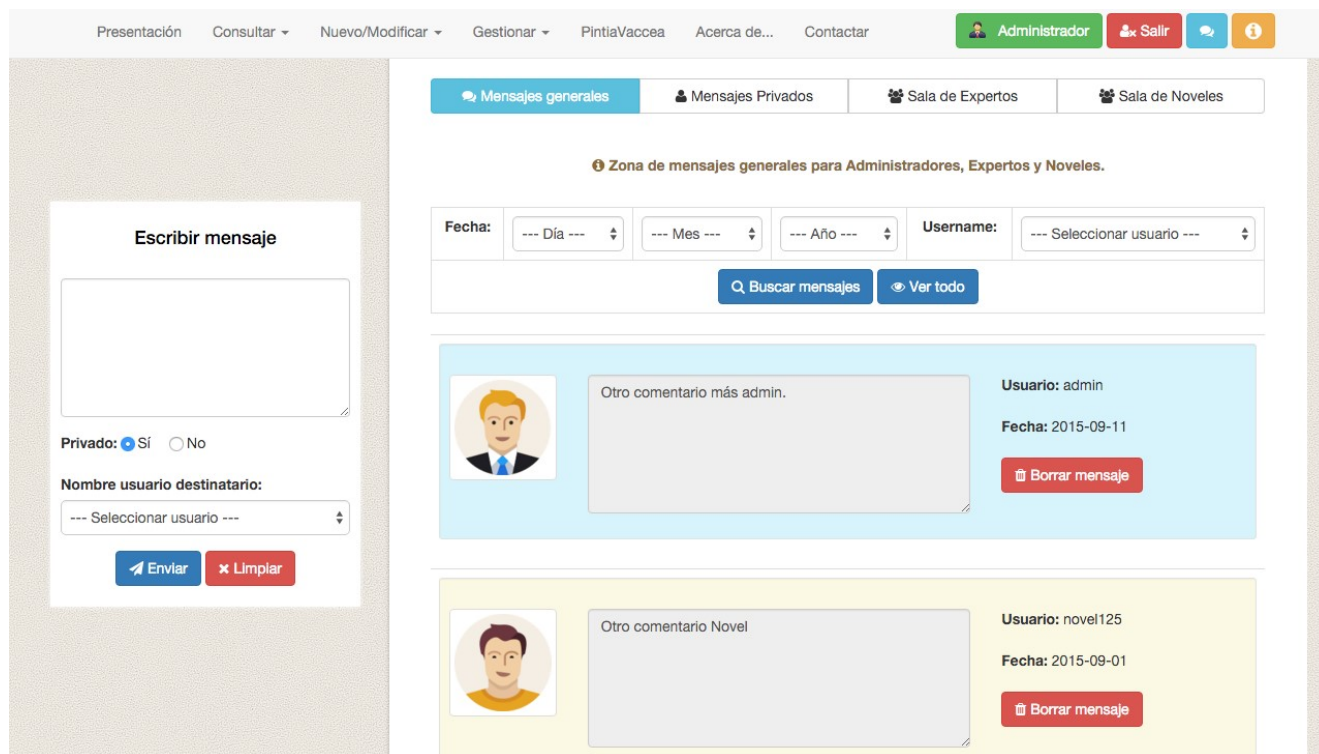 Presentación Consultar Nuevo/Modificar Gestionar PintiaVaccea Acerca de... Contactar Administrador Salir
Mensajes generales Mensajes Privados Sala de Expertos Sala de Noveles
Zona de mensajes generales para Administradores, Expertos y Noveles.
Escribir mensaje
Privado: Sí No
Nombre usuario destinatario:
--- Seleccionar usuario ---
Enviar Limpiar
Fecha: --- Día --- --- Mes --- --- Año --- Username: --- Seleccionar usuario ---
Buscar mensajes Ver todo
Otro comentario más admin.
Usuario: admin
Fecha: 2015-09-11
Borrar mensaje
Otro comentario Novel
Usuario: novel125
Fecha: 2015-09-01
Borrar mensaje